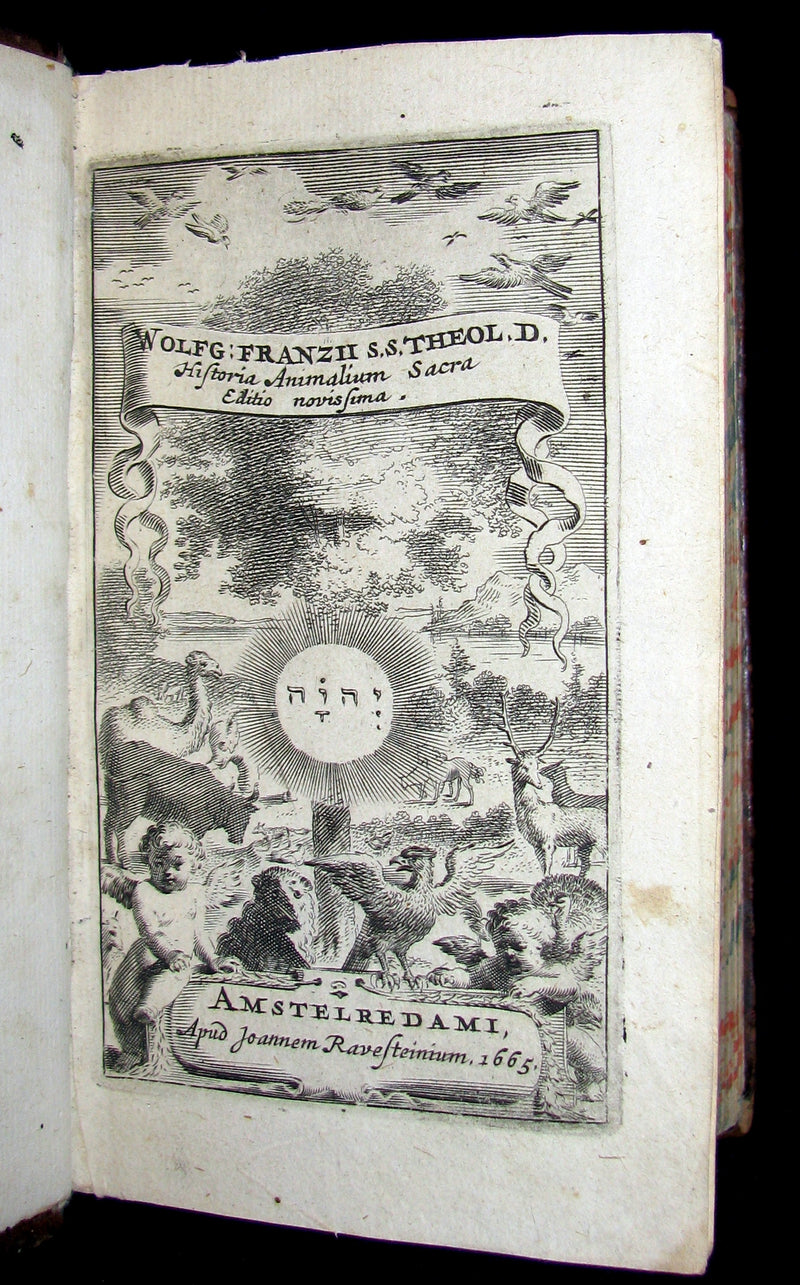 WOLFG: FRANZII S.S. THEOL. D.
Hiſtoria Animalium Sacra
Editio noviſsima.
יְהוָֹה
AMSTELREDAMI,
Apud Joannem Raveſteinium. 1665.